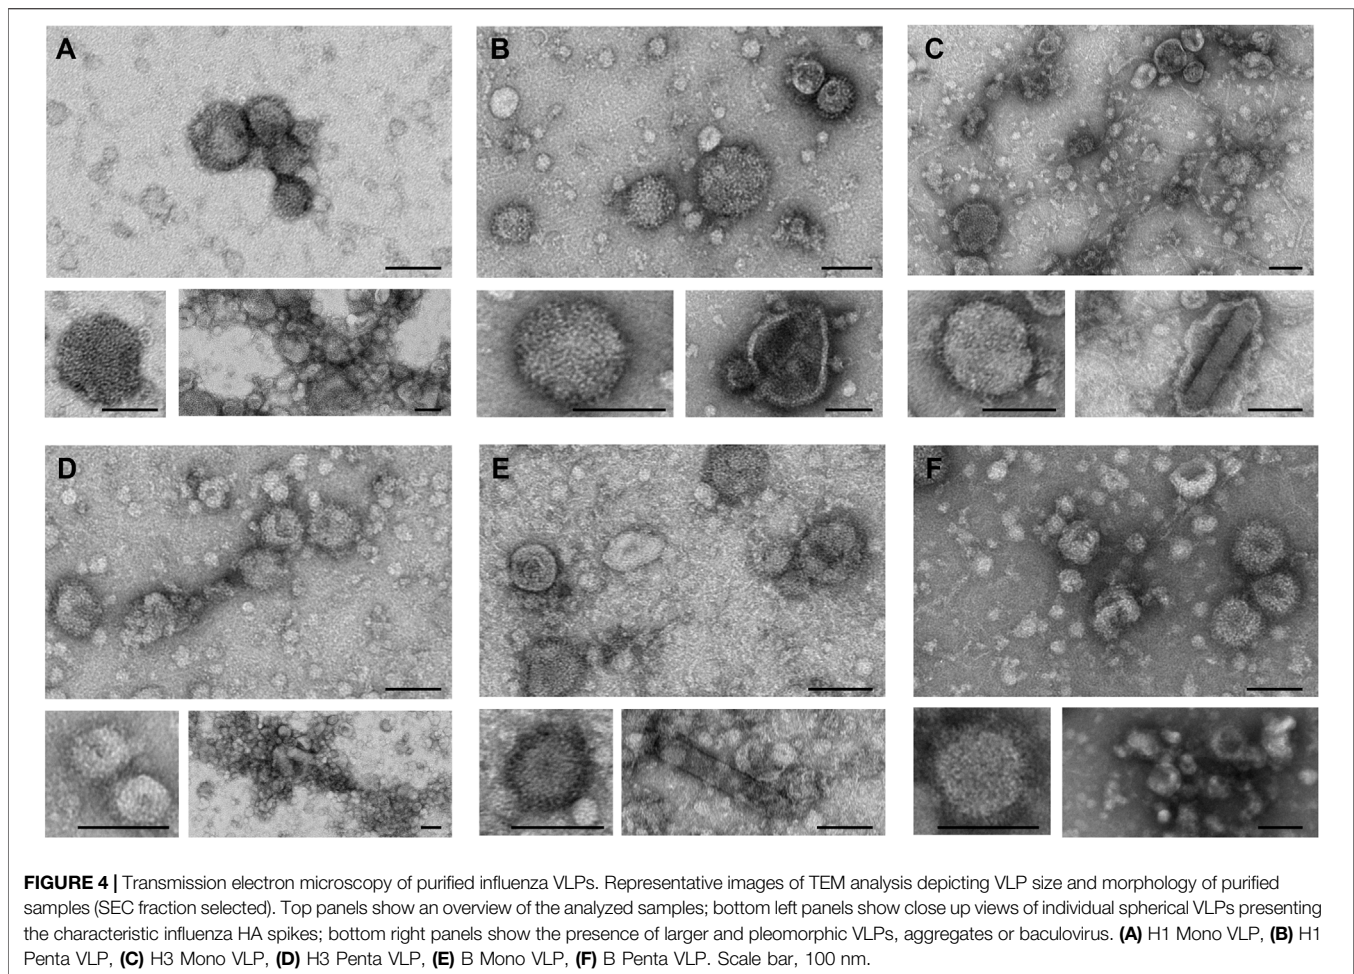 A
B
C
D
E
F
FIGURE 4 | Transmission electron microscopy of purified influenza VLPs. Representative images of TEM analysis depicting VLP size and morphology of purified
samples (SEC fraction selected). Top panels show an overview of the analyzed samples; bottom left panels show close up views of individual spherical VLPs presenting
the characteristic influenza HA spikes; bottom right panels show the presence of larger and pleomorphic VLPs, aggregates or baculovirus. (A) H1 Mono VLP, (B) H1
Penta VLP, (C) H3 Mono VLP, (D) H3 Penta VLP, (E) B Mono VLP, (F) B Penta VLP. Scale bar, 100 nm.